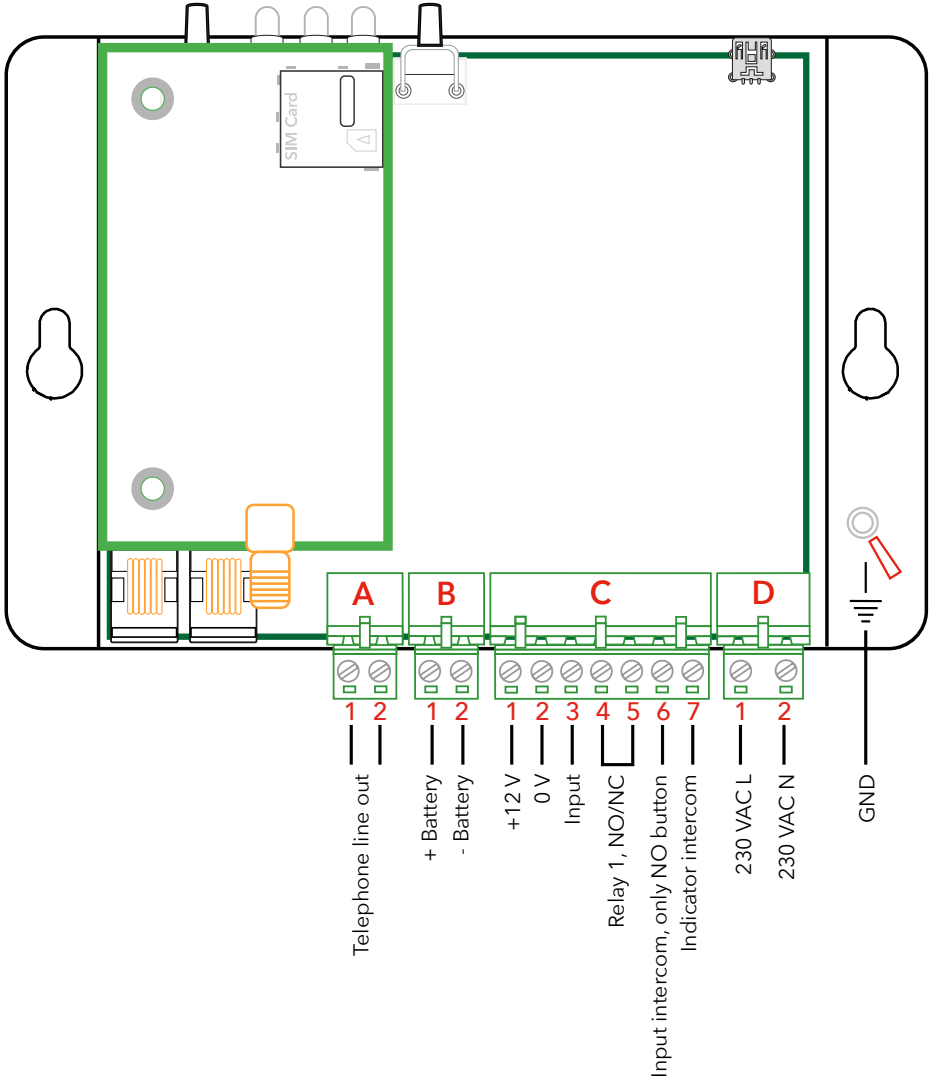 SIM Card
A
B
C
D
1 2
1 2
1 2 3 4 5 6 7
1 2
Telephone line out
+ Battery
- Battery
+12 V
0 V
Input
Relay 1, NO/NC
Input intercom, only NO button
Indicator intercom
230 VAC L
230 VAC N
GND